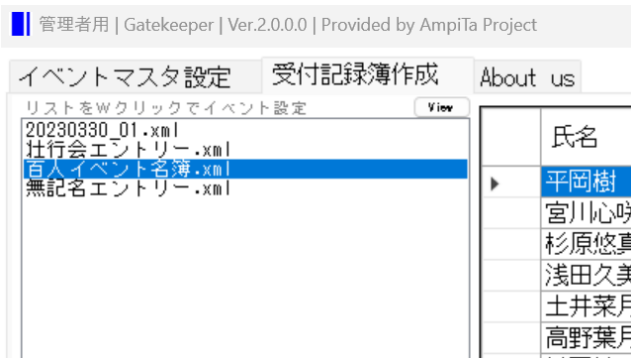 管理者用 | Gatekeeper | Ver.2.0.0.0 | Provided by AmpiTa Project
イベントマスタ設定 受付記録簿作成 About us
リストをWクリックでイベント設定 View
20230330_01.xml
壮行会エントリー.xml
百人イベント名簿.xml
無記名エントリー.xml
氏名
平岡樹
宮川心咲
杉原悠真
浅田久美
土井菜月
高野葉月